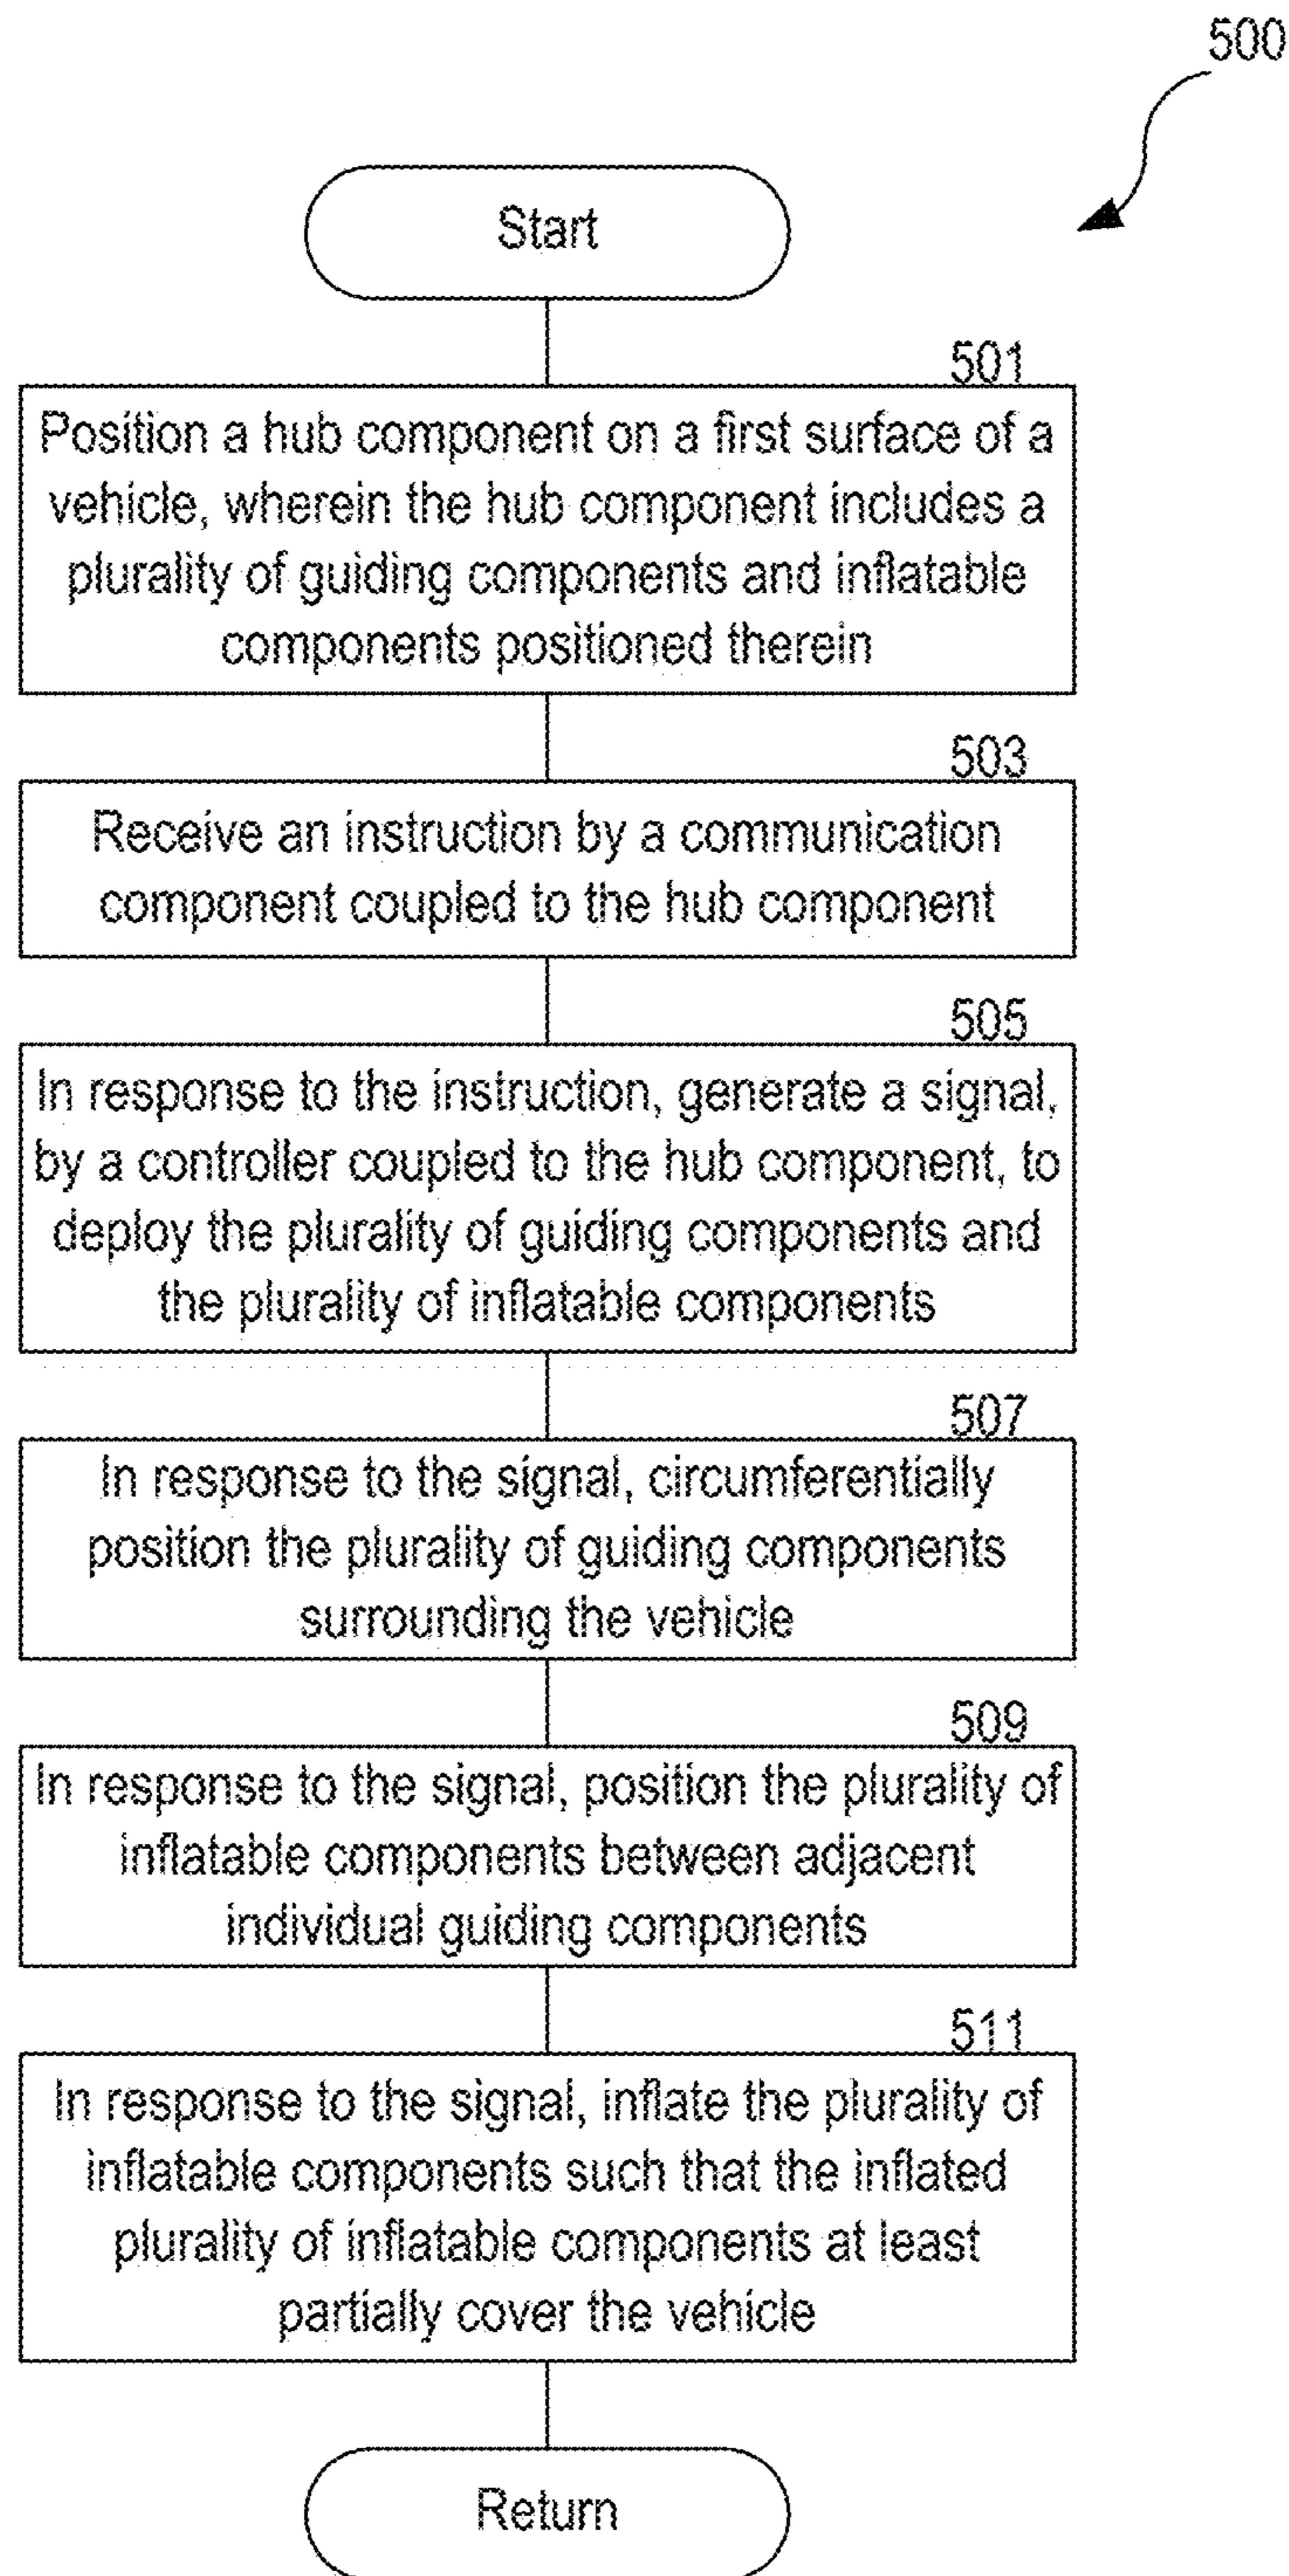 500
Start
501
Position a hub component on a first surface of a
vehicle, wherein the hub component includes a
plurality of guiding components and inflatable
components positioned therein
503
Receive an instruction by a communication
component coupled to the hub component
505
In response to the instruction, generate a signal,
by a controller coupled to the hub component, to
deploy the plurality of guiding components and
the plurality of inflatable components
507
In response to the signal, circumferentially
position the plurality of guiding components
surrounding the vehicle
509
In response to the signal, position the plurality of
inflatable components between adjacent
individual guiding components
511
In response to the signal, inflate the plurality of
inflatable components such that the inflated
plurality of inflatable components at least
partially cover the vehicle
Return